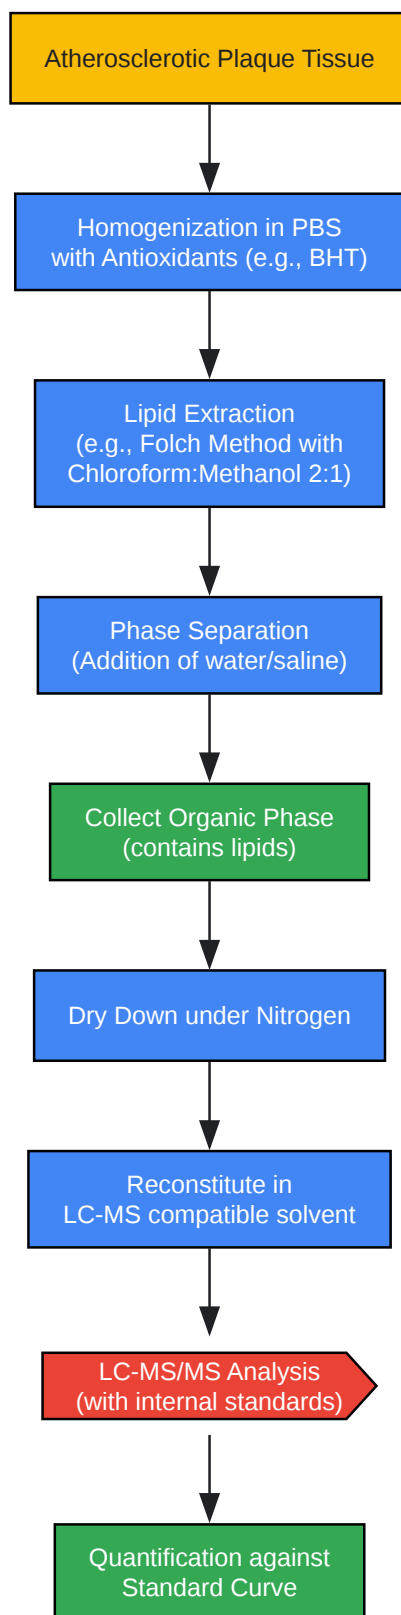 Atherosclerotic Plaque Tissue
Homogenization in PBS
with Antioxidants (e.g., BHT)
Lipid Extraction
(e.g., Folch Method with
Chloroform:Methanol 2:1)
Phase Separation
(Addition of water/saline)
Collect Organic Phase
(contains lipids)
Dry Down under Nitrogen
Reconstitute in
LC-MS compatible solvent
LC-MS/MS Analysis
(with internal standards)
Quantification against
Standard Curve